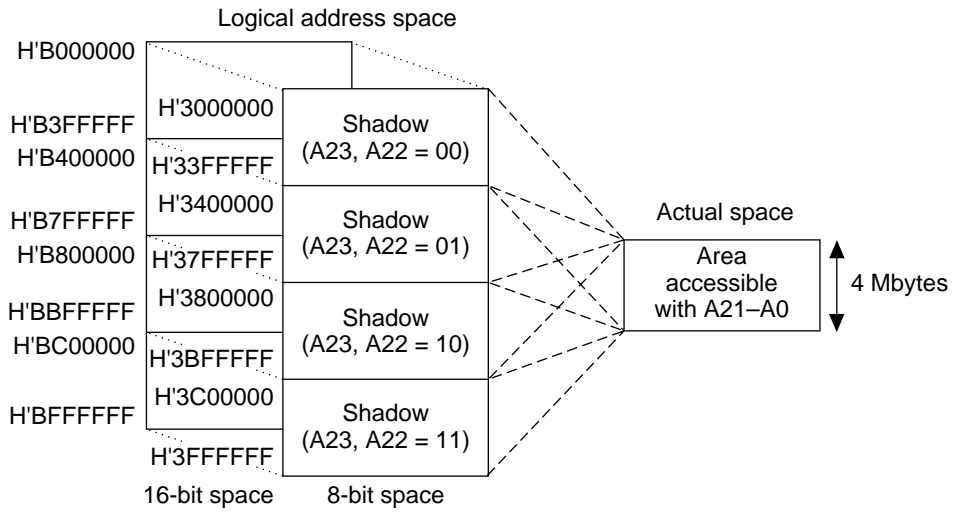 Logical address space
H'B000000
H'3000000
Shadow
(A23, A22 = 00)
H'B3FFFFF
H'B400000
H'33FFFFF
H'3400000
Shadow
(A23, A22 = 01)
H'B7FFFFF
H'B800000
H'37FFFFF
H'3800000
Shadow
(A23, A22 = 10)
H'BBFFFFF
H'BC00000
H'3BFFFFF
H'3C00000
Shadow
(A23, A22 = 11)
H'BFFFFFF
H'3FFFFFF
16-bit space
8-bit space
Actual space
Area
accessible
with A21–A0
4 Mbytes